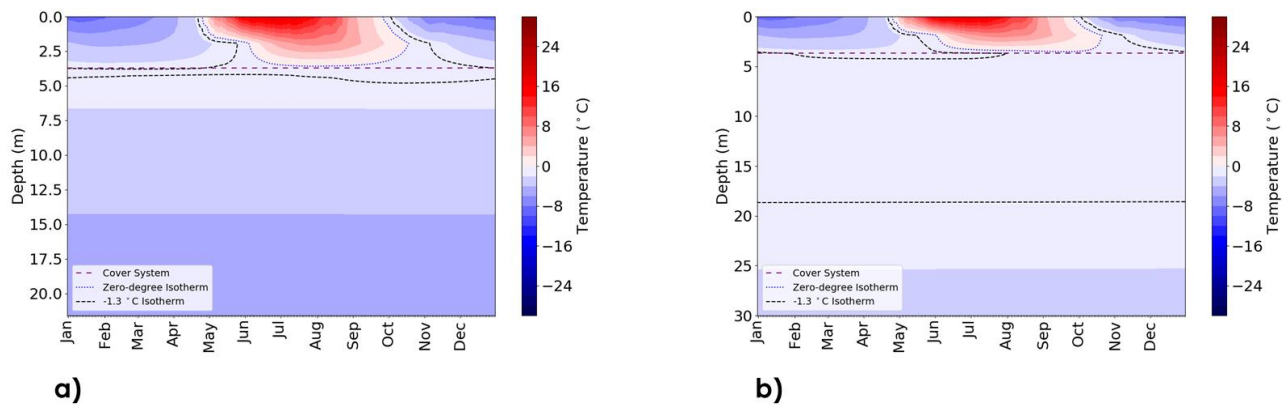 0.0
2.5
5.0
7.5
10.0
12.5
15.0
17.5
20.0
Depth (m)
Jan
Feb
Mar
Apr
May
Jun
Jul
Aug
Sep
Oct
Nov
Dec
Cover System
Zero-degree Isotherm
-1.3 °C Isotherm
24
16
8
0
−8
−16
−24
Temperature (°C)
a)
0
5
10
15
20
25
30
Depth (m)
Jan
Feb
Mar
Apr
May
Jun
Jul
Aug
Sep
Oct
Nov
Dec
Cover System
Zero-degree Isotherm
-1.3 °C Isotherm
24
16
8
0
−8
−16
−24
Temperature (°C)
b)